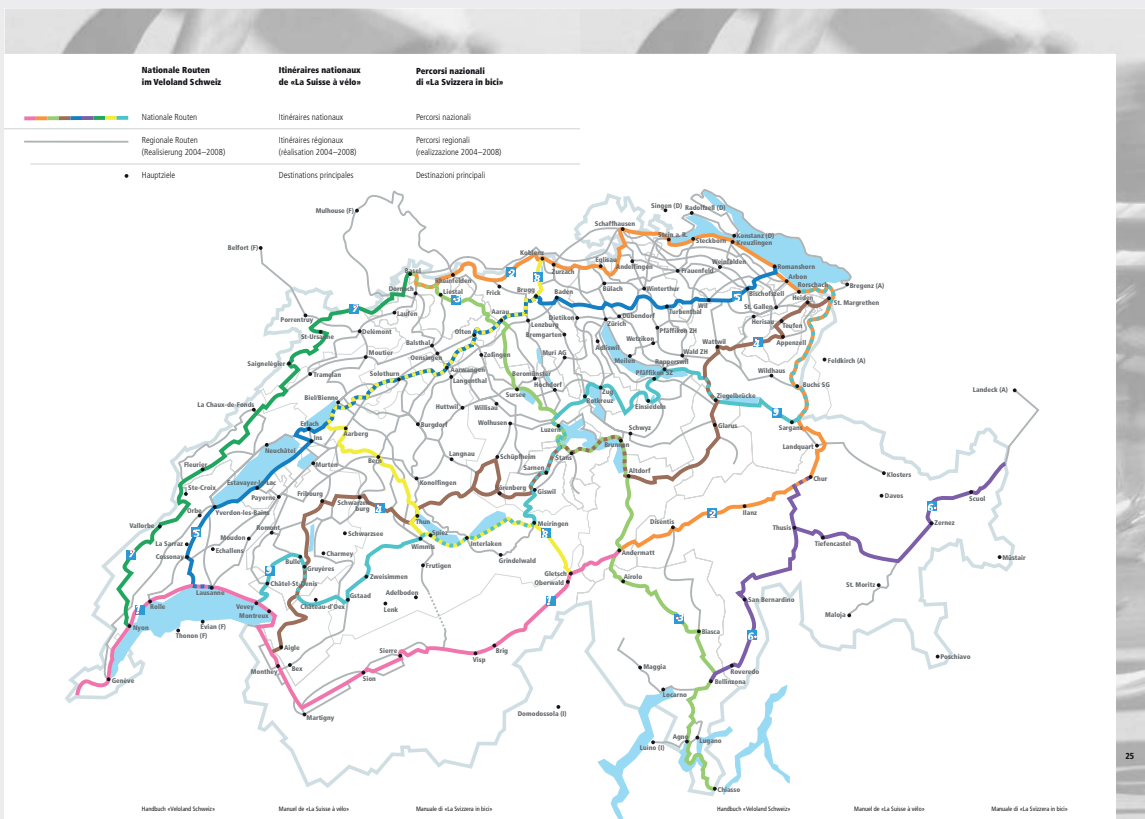 Nationale Routen
im Veloland Schweiz
Itinéraires nationaux
de «La Suisse à vélo»
Percorsi nazionali
di «La Svizzera in bici»
Nationale Routen
Itinéraires nationaux
Percorsi nazionali
Regionale Routen
(Realisierung 2004–2008)
Itinéraires régionaux
(réalisation 2004–2008)
Percorsi regionali
(realizzazione 2004–2008)
Hauptziele
Destinations principales
Destinazioni principali
Mulhouse (F)
Belfort (F)
Singen (D)
Radolfzell (D)
Schaffhausen
Stein a. R.
Steckborn
Konstanz (D)
Kreuzlingen
Koblenz
Zurzach
Eglisau
Andelfingen
Frauenfeld
Weinfelden
Romanshorn
Arbon
Rorschach
Bregenz (A)
St. Margrethen
Heiden
Basel
Rheinfelden
Dornach
Liestal
Frick
Brugg
Baden
Bülach
Winterthur
Wil
Bischofszell
St. Gallen
Herisau
Teufen
Appenzell
Laufen
Porrentruy
St-Ursanne
Delémont
Moutier
Balsthal
Oensingen
Olten
Aarau
Lenzburg
Bremgarten
Dietikon
Zürich
Dübendorf
Turbenthal
Pfäffikon ZH
Wetzikon
Adliswil
Meilen
Rapperswil
Wald ZH
Wattwil
Wildhaus
Feldkirch (A)
Buchs SG
Landeck (A)
Saignelégier
Tramelan
Solothurn
Aarwangen
Langenthal
Zofingen
Muri AG
Beromünster
Hochdorf
Sursee
Pfäffikon SZ
Zug
Rotkreuz
Einsiedeln
Ziegelbrücke
Sargans
Biel/Bienne
La Chaux-de-Fonds
Huttwil
Willisau
Wolhusen
Luzern
Schwyz
Glarus
Landquart
Erlach
Ins
Aarberg
Burgdorf
Neuchâtel
Murten
Bern
Langnau
Schüpfheim
Stans
Brunnen
Sarnen
Altdorf
Chur
Klosters
Davos
Fleurier
Ste-Croix
Estavayer-le-Lac
Payerne
Fribourg
Konolfingen
Sörenberg
Giswil
Scuol
Orbe
Yverdon-les-Bains
Schwarzen-
burg
Ilanz
Disentis
Thusis
Zernez
Vallorbe
Romont
Moudon
Schwarzsee
Thun
Spiez
Wimmis
Interlaken
Meiringen
Tiefencastel
La Sarraz
Cossonay
Echallens
Bulle
Charmey
Gruyères
Grindelwald
Frutigen
Andermatt
Müstair
Châtel-St-Denis
Zweisimmen
Gletsch
Oberwald
Airolo
St. Moritz
Lausanne
Rolle
Vevey
Montreux
Château-d'Oex
Gstaad
Adelboden
Lenk
San Bernardino
Maloja
Nyon
Evian (F)
Thonon (F)
Biasca
Aigle
Sierre
Brig
Visp
Poschiavo
Monthey
Bex
Sion
Maggia
Roveredo
Bellinzona
Genève
Martigny
Locarno
Domodossola (I)
Agno
Lugano
Luino (I)
Chiasso
25
Handbuch «Veloland Schweiz»
Manuel de «La Suisse à vélo»
Manuale di «La Svizzera in bici»
Handbuch «Veloland Schweiz»
Manuel de «La Suisse à vélo»
Manuale di «La Svizzera in bici»